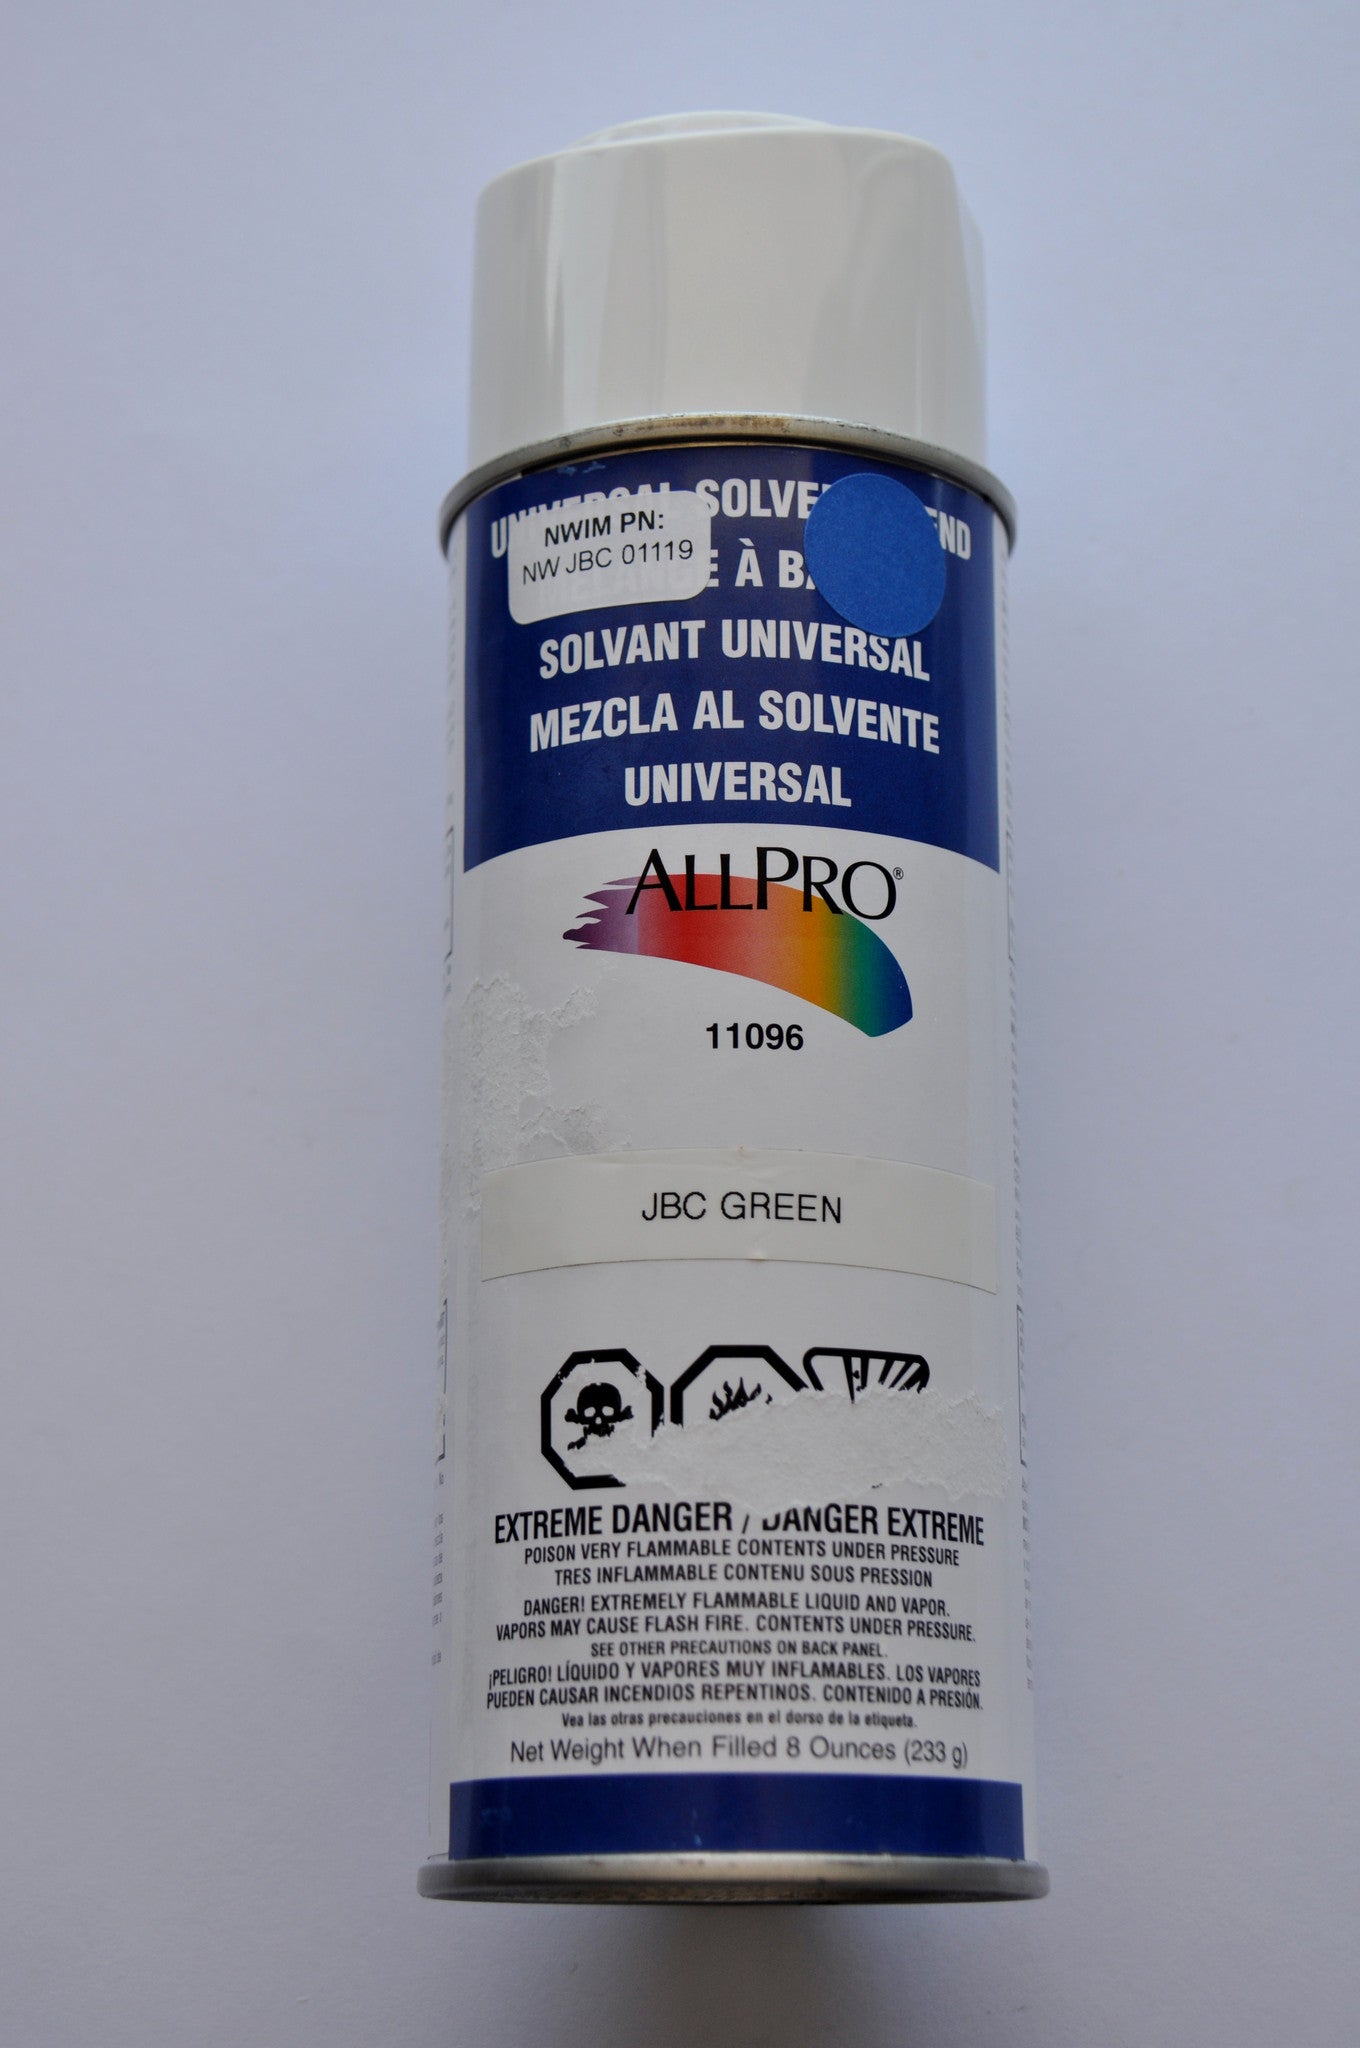 SOLVE
NWIM PN:
NW JBC 01119
À
SOLVANT UNIVERSAL
MEZCLA AL SOLVENTE
UNIVERSAL
ALLPRO®
11096
JBC GREEN
EXTREME DANGER / DANGER EXTREME
POISON VERY FLAMMABLE CONTENTS UNDER PRESSURE
TRES INFLAMMABLE CONTENU SOUS PRESSION
DANGER! EXTREMELY FLAMMABLE LIQUID AND VAPOR.
VAPORS MAY CAUSE FLASH FIRE. CONTENTS UNDER PRESSURE.
SEE OTHER PRECAUTIONS ON BACK PANEL.
¡PELIGRO! LÍQUIDO Y VAPORES MUY INFLAMABLES. LOS VAPORES
PUEDEN CAUSAR INCENDIOS REPENTINOS. CONTENIDO A PRESIÓN.
Vea las otras precauciones en el dorso de la etiqueta.
Net Weight When Filled 8 Ounces (233 g)